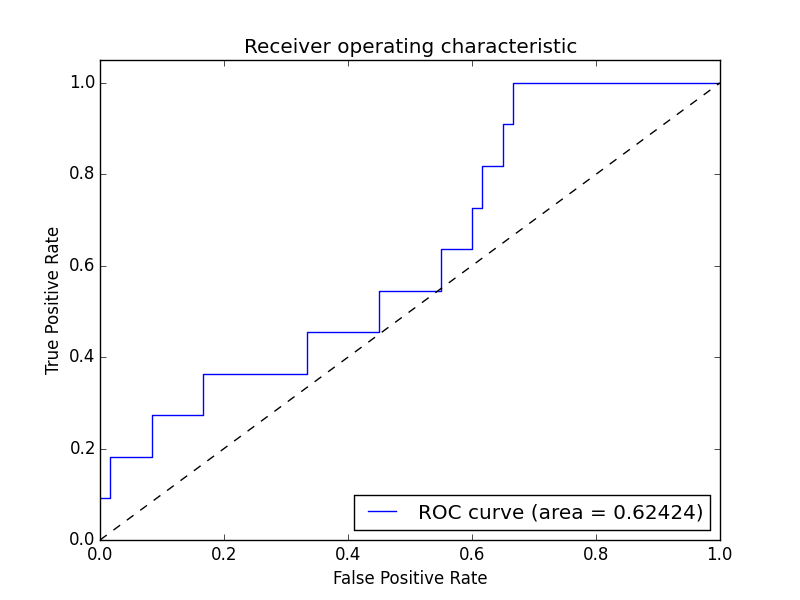 Receiver operating characteristic
1.0
0.8
0.6
0.4
0.2
0.0
True Positive Rate
ROC curve (area = 0.62424)
0.0 0.2 0.4 0.6 0.8 1.0
False Positive Rate